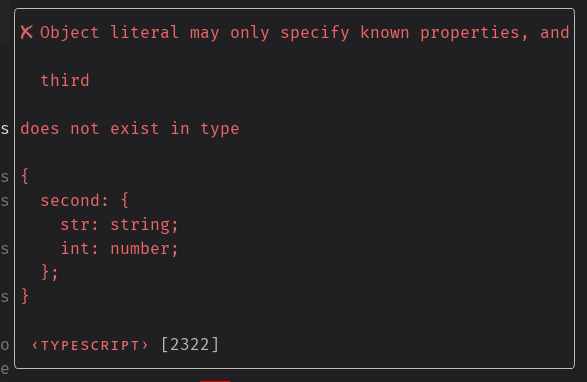 ✗ Object literal may only specify known properties, and
third
s does not exist in type
s {
s   second: {
    str: string;
s     int: number;
  };
s }
o ‹TYPESCRIPT› [2322]
e